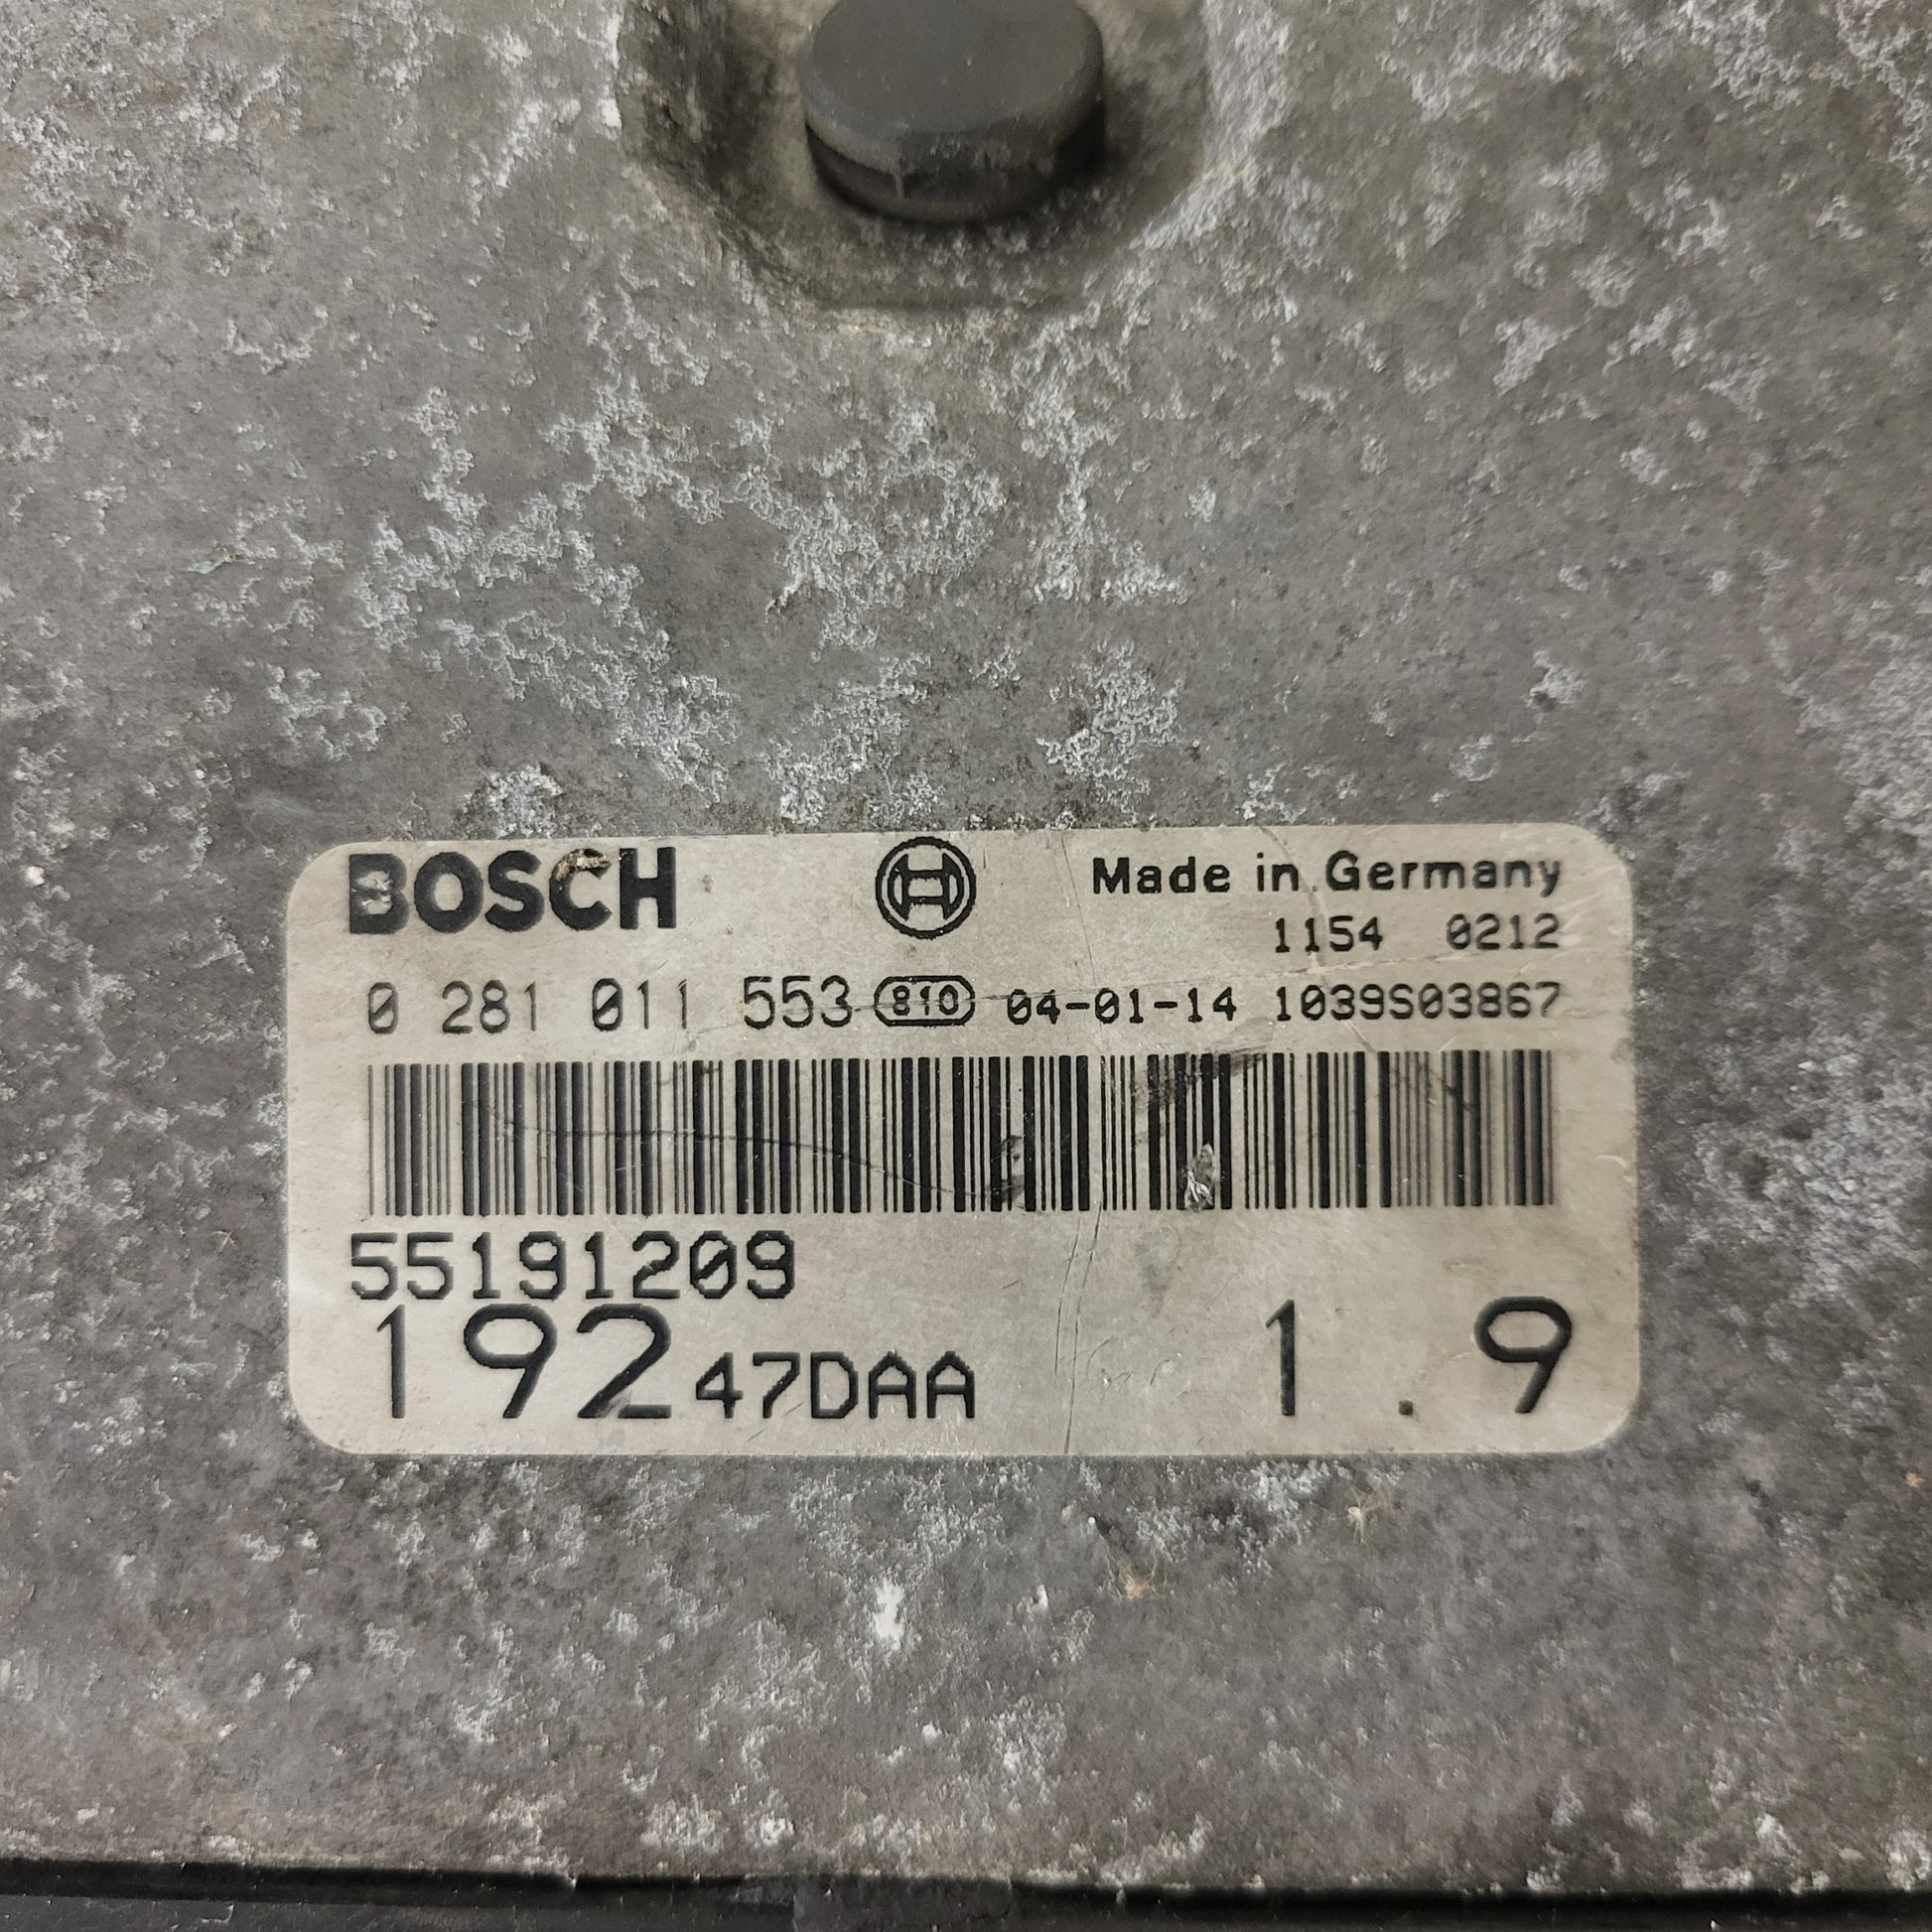 BOSCH Made in Germany
1154 0212
0 281 011 553 810 04-01-14 1039S03867
55191209
192 47DAA 1.9